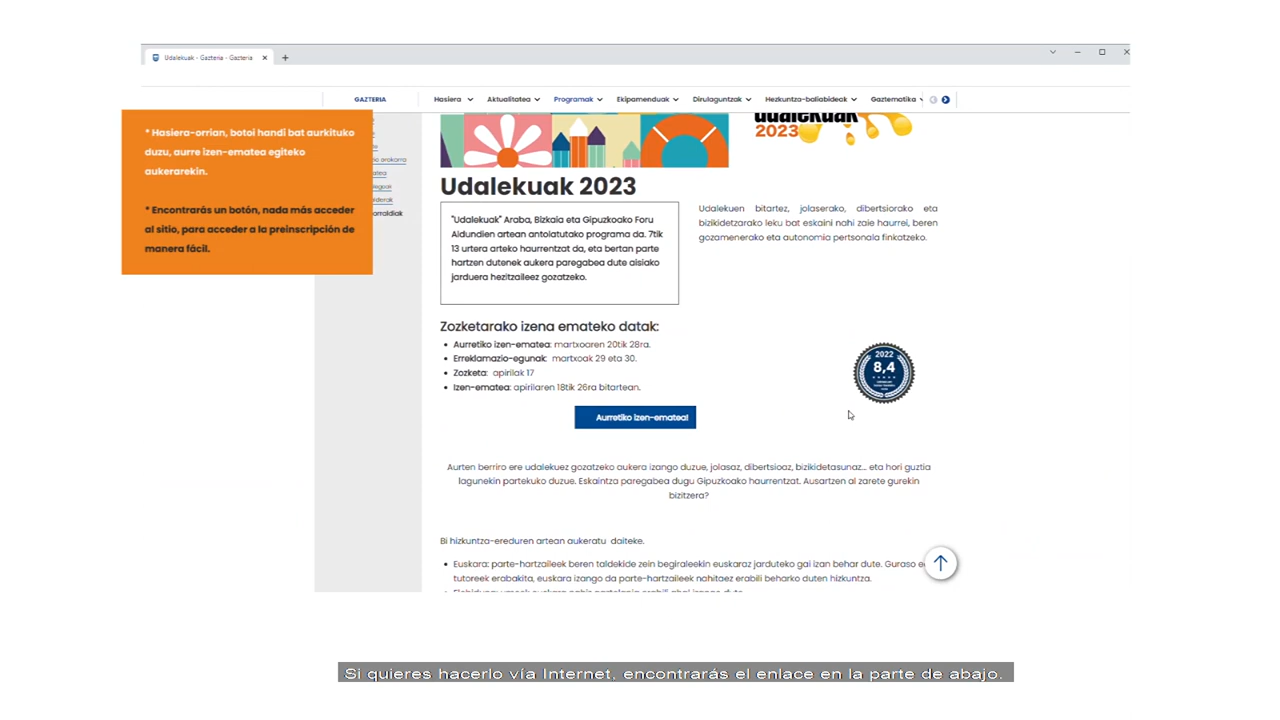 Udalekuak - Gazteria - Gazteria
GAZTERIA
Hasiera
Aktualitatea
Programak
Ekipamenduak
Dirulaguntzak
Hezkuntza-baliabideak
Gaztematika
* Hasiera-orrian, botoi handi bat aurkituko
duzu, aurre izen-ematea egiteko
aukerarekin.
* Encontrarás un botón, nada más acceder
al sitio, para acceder a la preinscripción de
manera fácil.
udalekuak
2023
Udalekuak 2023
"Udalekuak" Araba, Bizkaia eta Gipuzkoako Foru
Aldundien artean antolatutako programa da. 7tik
13 urtera arteko haurrentzat da, eta bertan parte
hartzen dutenek aukera paregabea dute aisiako
jarduera hezitzaileez gozatzeko.
Udalekuen bitartez, jolaserako, dibertsiorako eta
bizikidetzarako leku bat eskaini nahi zaie haurrei, beren
gozamenerako eta autonomia pertsonala finkatzeko.
Zozketarako izena emateko datak:
Aurretiko izen-ematea: martxoaren 20tik 28ra.
Erreklamazio-egunak: martxoak 29 eta 30.
Zozketa: apirilak 17
Izen-ematea: apirilaren 18tik 26ra bitartean.
2022
8,4
Aurretiko izen-ematea!
Aurten berriro ere udalekuez gozatzeko aukera izango duzue, jolasaz, dibertsioaz, bizikidetasunaz... eta hori guztia
lagunekin partekuko duzue. Eskaintza paregabea dugu Gipuzkoako haurrentzat. Ausartzen al zarete gurekin
bizitzera?
Bi hizkuntza-ereduren artean aukeratu daiteke.
Euskara: parte-hartzaileek beren taldekide zein begiraleekin euskaraz jarduteko gai izan behar dute. Guraso
tutoreek erabakita, euskara izango da parte-hartzaileek nahitaez erabili beharko duten hizkuntza.
Si quieres hacerlo vía Internet, encontrarás el enlace en la parte de abajo.